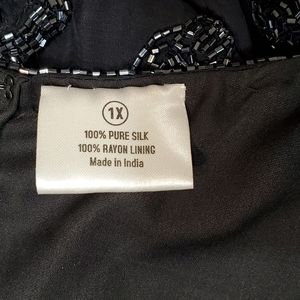 1X
100% PURE SILK
100% RAYON LINING
Made in India